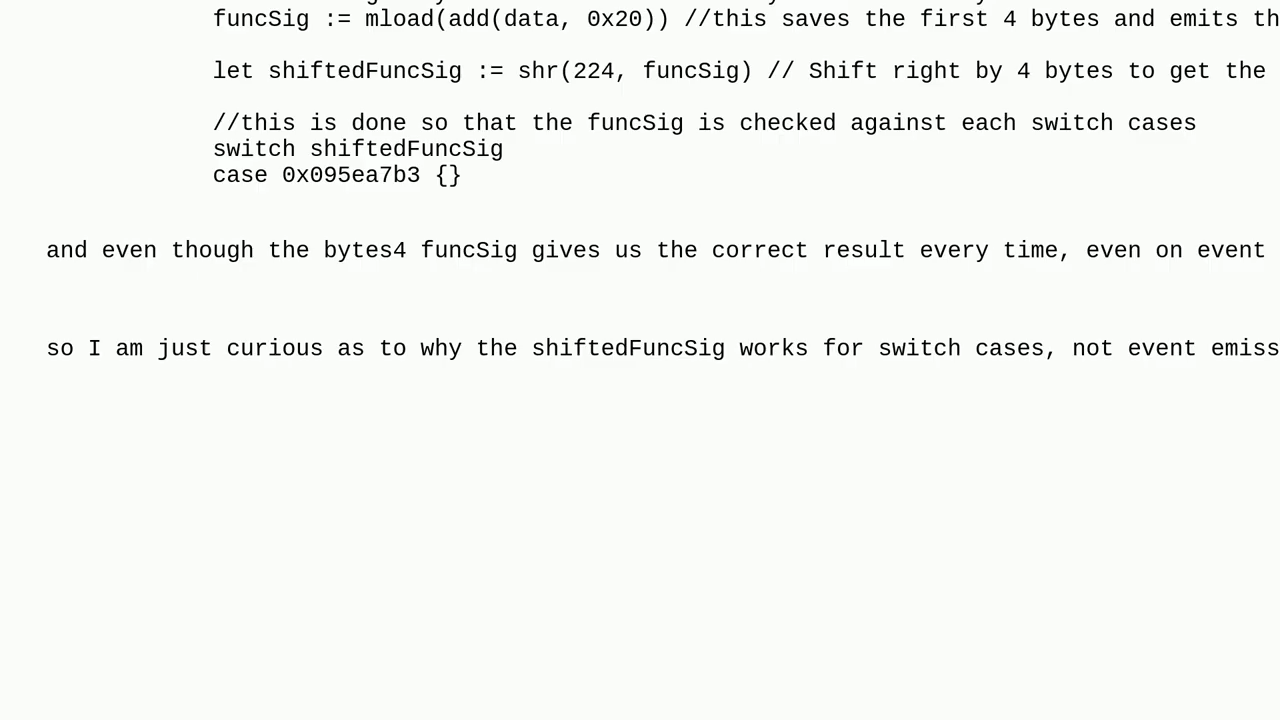 funcSig := mload(add(data, 0x20)) //this saves the first 4 bytes and emits th
let shiftedFuncSig := shr(224, funcSig) // Shift right by 4 bytes to get the
//this is done so that the funcSig is checked against each switch cases
switch shiftedFuncSig
case 0x095ea7b3 {}
and even though the bytes4 funcSig gives us the correct result every time, even on event
so I am just curious as to why the shiftedFuncSig works for switch cases, not event emiss